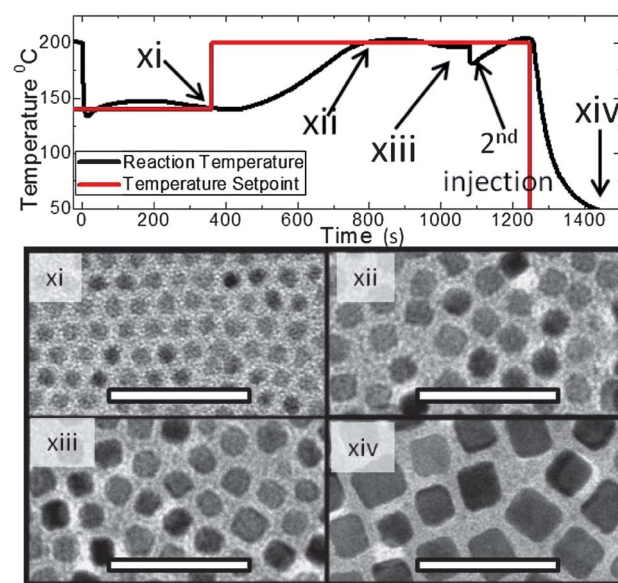 200
150
100
50
Temperature ⁰C
xi
xii
xiii
2nd
injection
xiv
Reaction Temperature
Temperature Setpoint
0 200 400 600 800 1000 1200 1400
Time (s)
xi
xii
xiii
xiv